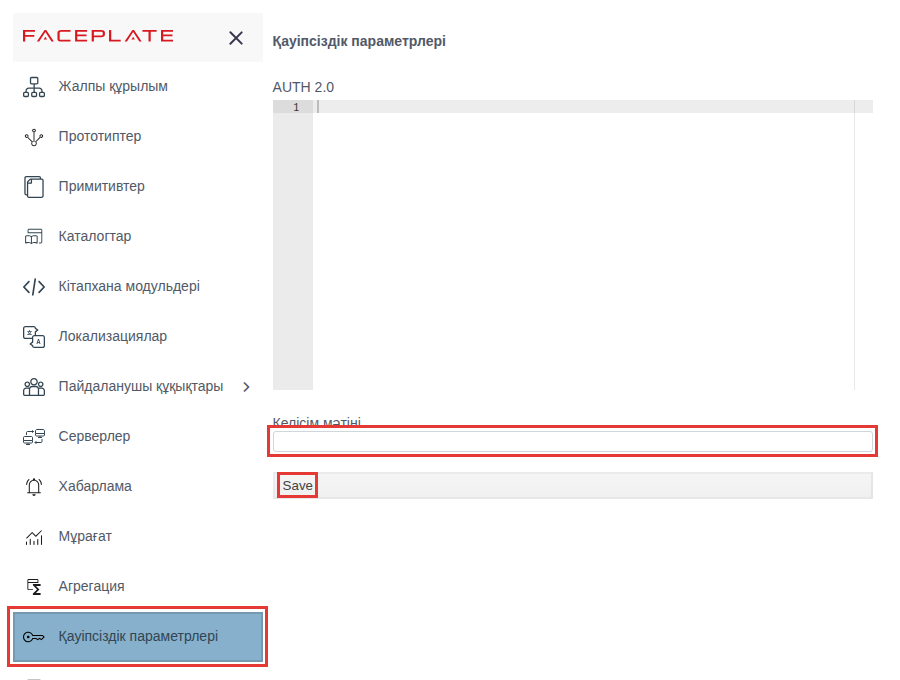 FACEPLATE
Жалпы құрылым
Прототиптер
Примитивтер
Каталогтар
Кітапхана модульдері
Локализациялар
Пайдаланушы құқықтары
Серверлер
Хабарлама
Мұрағат
Агрегация
Қауіпсіздік параметрлері
Қауіпсіздік параметрлері
AUTH 2.0
1
Келісім мәтіні
Save